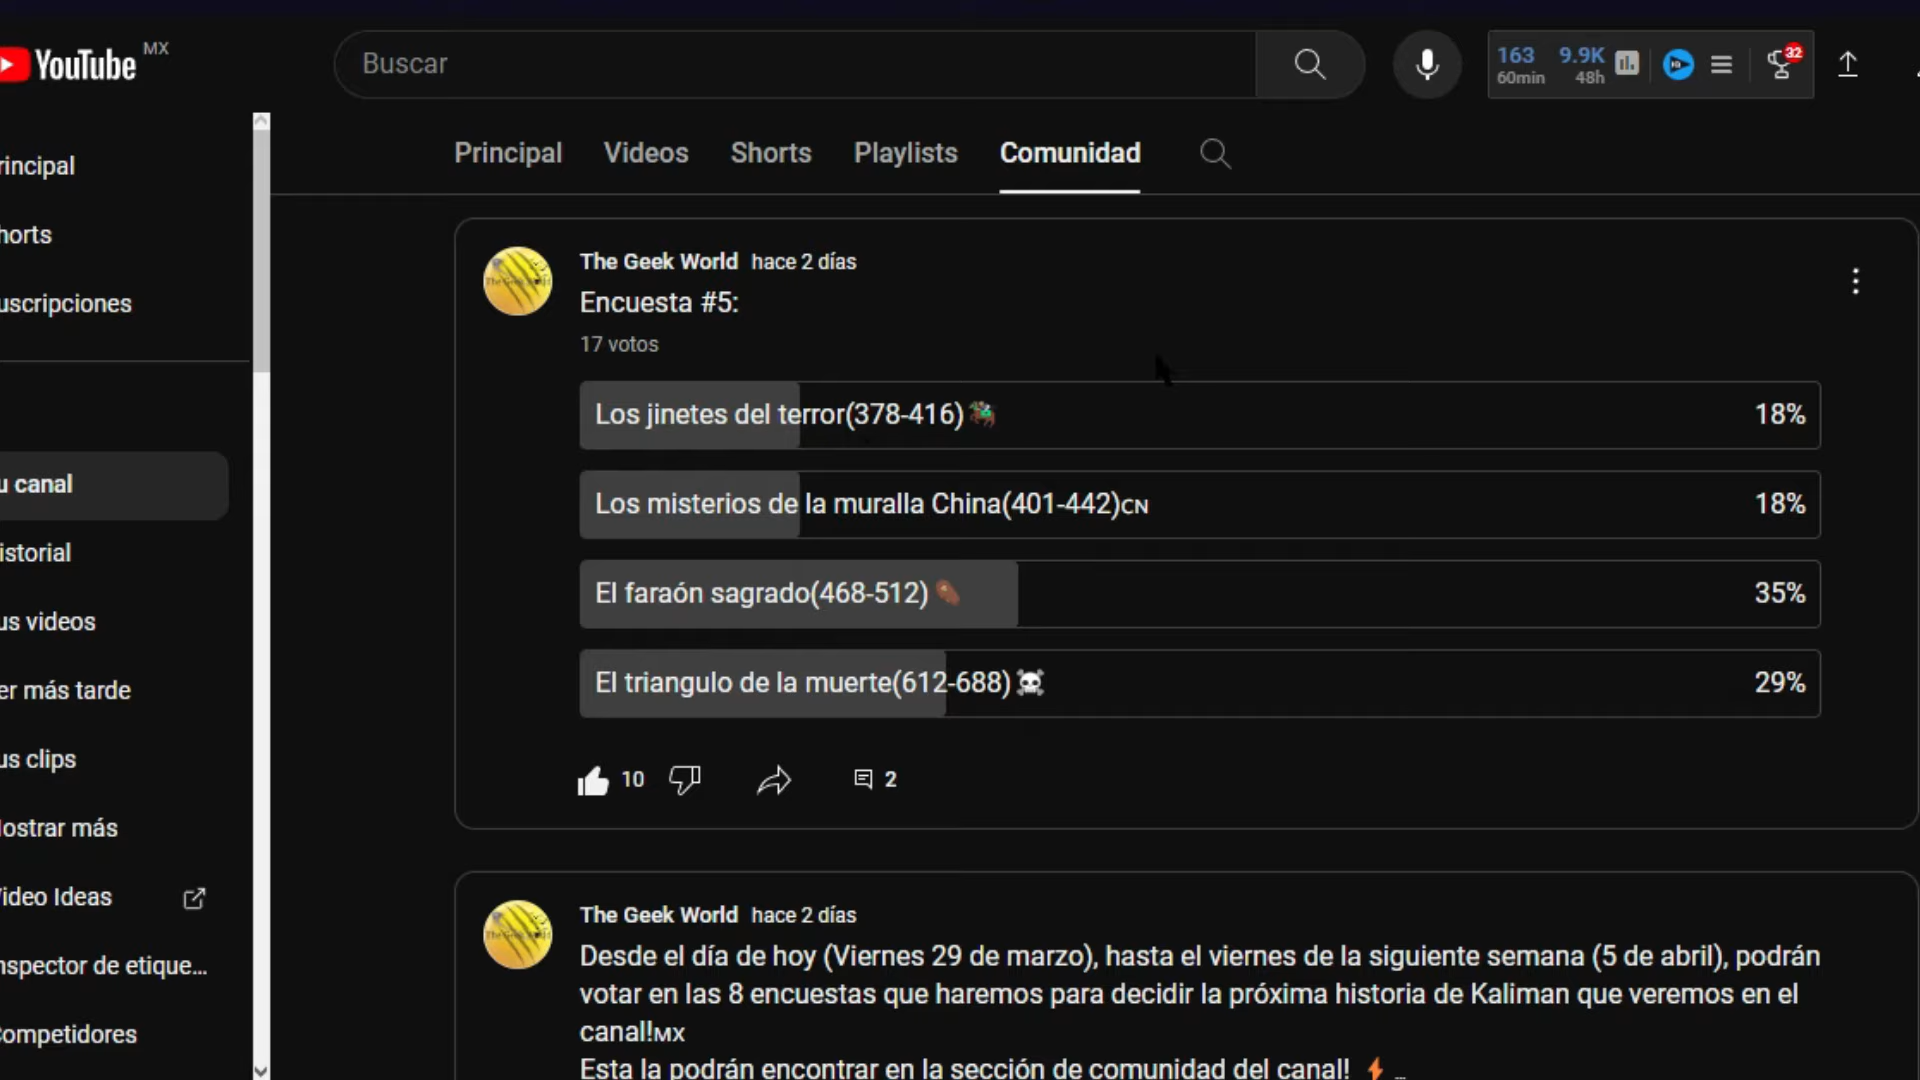 YouTube MX
Buscar
163 60min
9.9K 48h
32
Principal Videos Shorts Playlists Comunidad
rincipal
horts
uscripciones
u canal
istorial
us videos
er más tarde
us clips
ostrar más
ideo Ideas
nspector de etique...
ompetidores
The Geek World hace 2 días
Encuesta #5:
17 votos
Los jinetes del terror(378-416)🏇 18%
Los misterios de la muralla China(401-442)CN 18%
El faraón sagrado(468-512)⚰️ 35%
El triangulo de la muerte(612-688)☠️ 29%
10 2
The Geek World hace 2 días
Desde el día de hoy (Viernes 29 de marzo), hasta el viernes de la siguiente semana (5 de abril), podrán
votar en las 8 encuestas que haremos para decidir la próxima historia de Kaliman que veremos en el
canal!MX
Esta la podrán encontrar en la sección de comunidad del canal! ⚡ ...